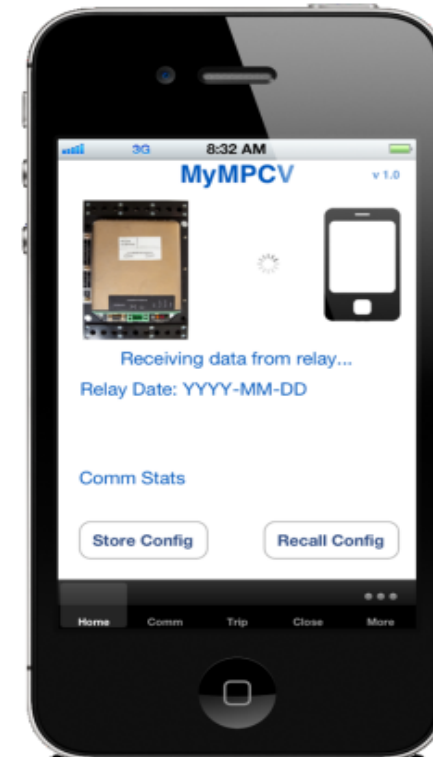 3G 8:32 AM
MyMPCV v 1.0
Receiving data from relay...
Relay Date: YYYY-MM-DD
Comm Stats
Store Config Recall Config
Home Comm Trip Close More